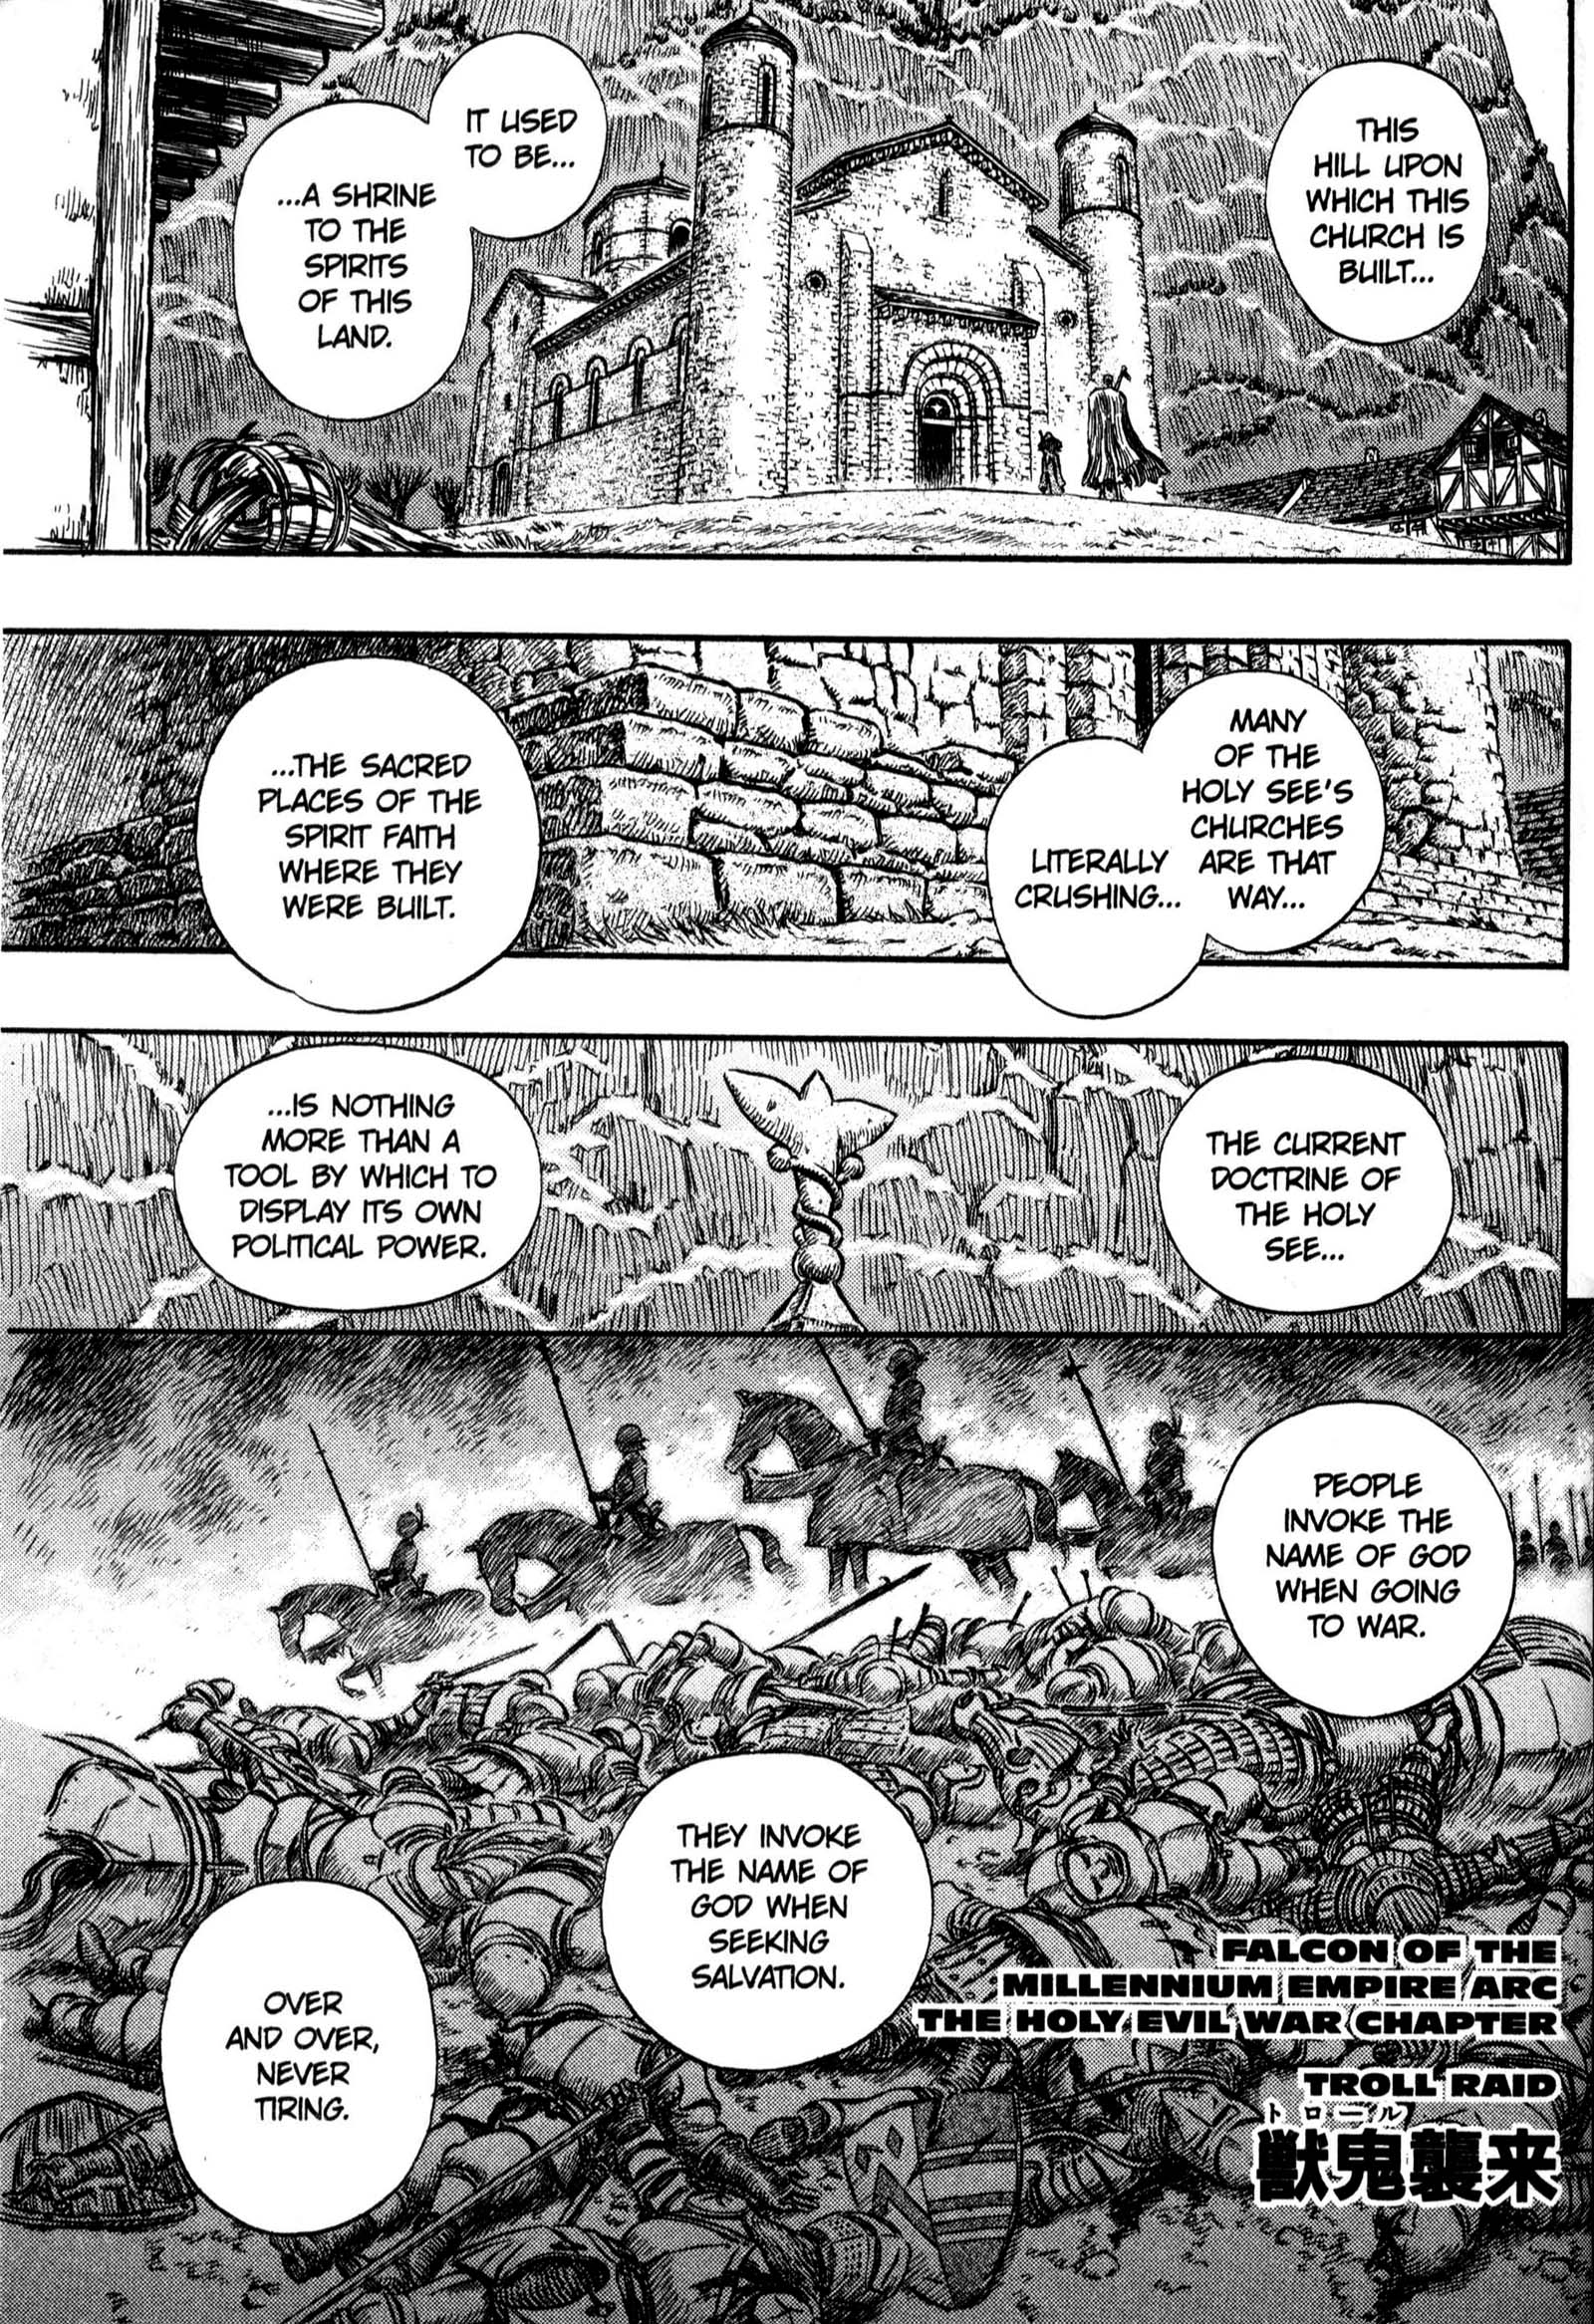 THIS
HILL UPON
WHICH THIS
CHURCH IS
BUILT...
IT USED
TO BE...
...A SHRINE
TO THE
SPIRITS
OF THIS
LAND.
MANY
OF THE
HOLY SEE'S
CHURCHES
ARE THAT
WAY...
LITERALLY
CRUSHING...
...THE SACRED
PLACES OF THE
SPIRIT FAITH
WHERE THEY
WERE BUILT.
THE CURRENT
DOCTRINE OF
THE HOLY
SEE...
...IS NOTHING
MORE THAN A
TOOL BY WHICH TO
DISPLAY ITS OWN
POLITICAL POWER.
PEOPLE
INVOKE THE
NAME OF GOD
WHEN GOING
TO WAR.
THEY INVOKE
THE NAME OF
GOD WHEN
SEEKING
SALVATION.
OVER
AND OVER,
NEVER
TIRING.
FALCON OF THE
MILLENNIUM EMPIRE ARC
THE HOLY EVIL WAR CHAPTER
TROLL RAID
トロール
獣鬼襲来